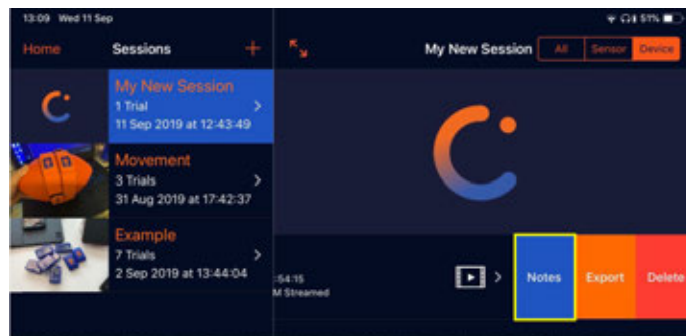 13:09 Wed 11 Sep
51%
Home
Sessions
+
My New Session
All
Sensor
Device
My New Session
1 Trial
11 Sep 2019 at 12:43:49
Movement
3 Trials
31 Aug 2019 at 17:42:37
Example
7 Trials
2 Sep 2019 at 13:44:04
:54:15
M Streamed
Notes
Export
Delete